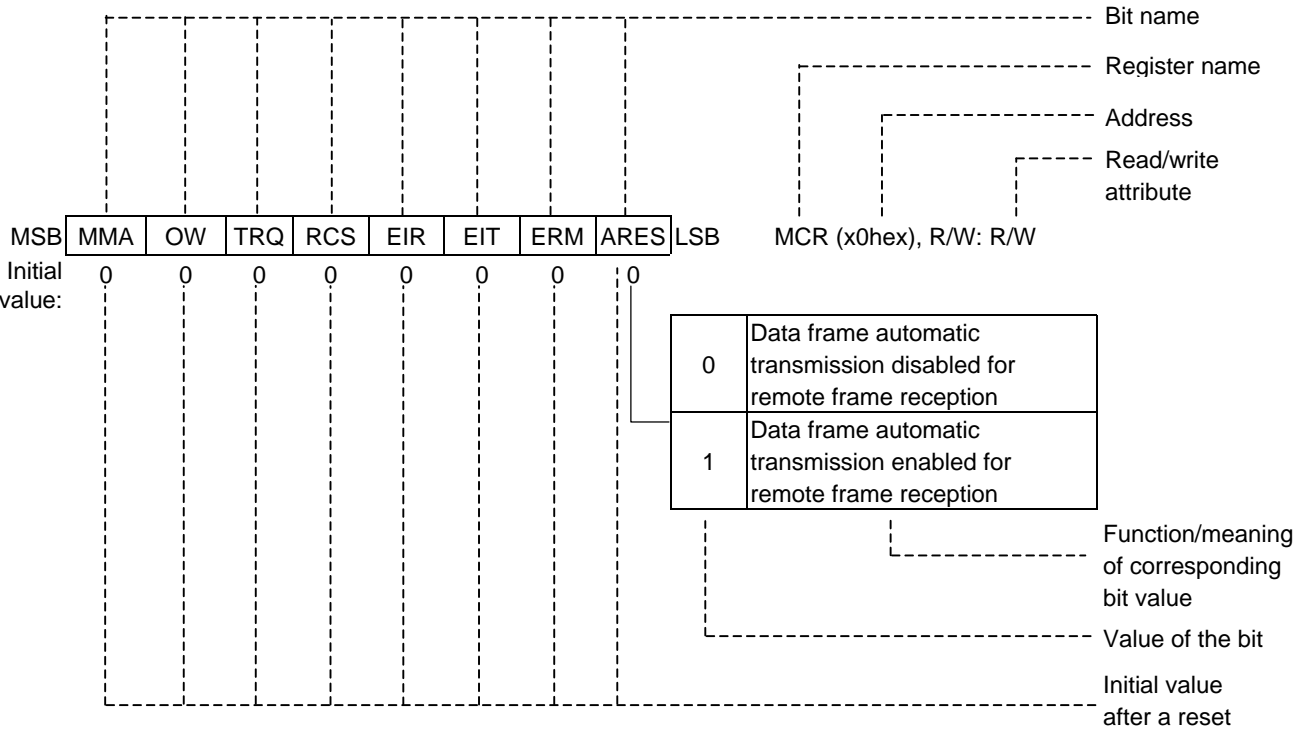 Bit name
Register name
Address
Read/write
attribute
MSB MMA OW TRQ RCS EIR EIT ERM ARES LSB MCR (x0hex), R/W: R/W
Initial
value:
0 0 0 0 0 0 0 0
0
Data frame automatic
transmission disabled for
remote frame reception
1
Data frame automatic
transmission enabled for
remote frame reception
Function/meaning
of corresponding
bit value
Value of the bit
Initial value
after a reset